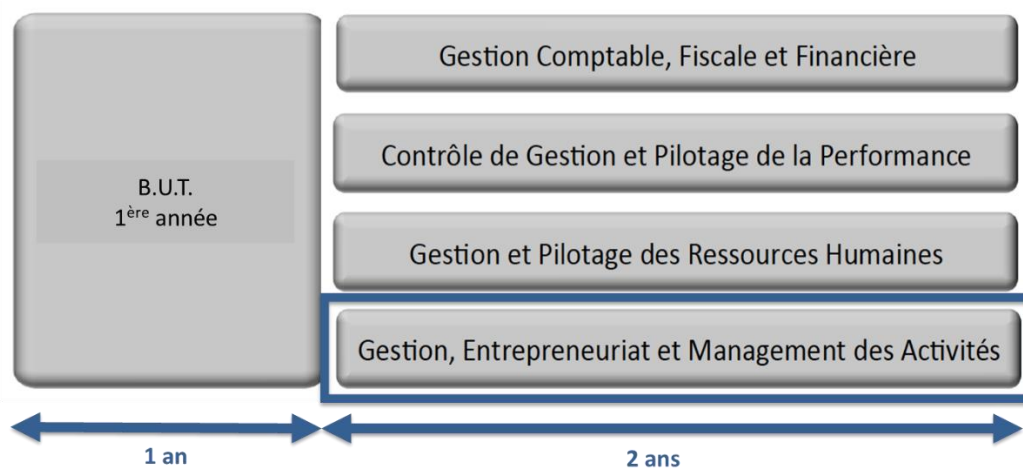 B.U.T.
1ère année
Gestion Comptable, Fiscale et Financière
Contrôle de Gestion et Pilotage de la Performance
Gestion et Pilotage des Ressources Humaines
Gestion, Entrepreneuriat et Management des Activités
1 an
2 ans